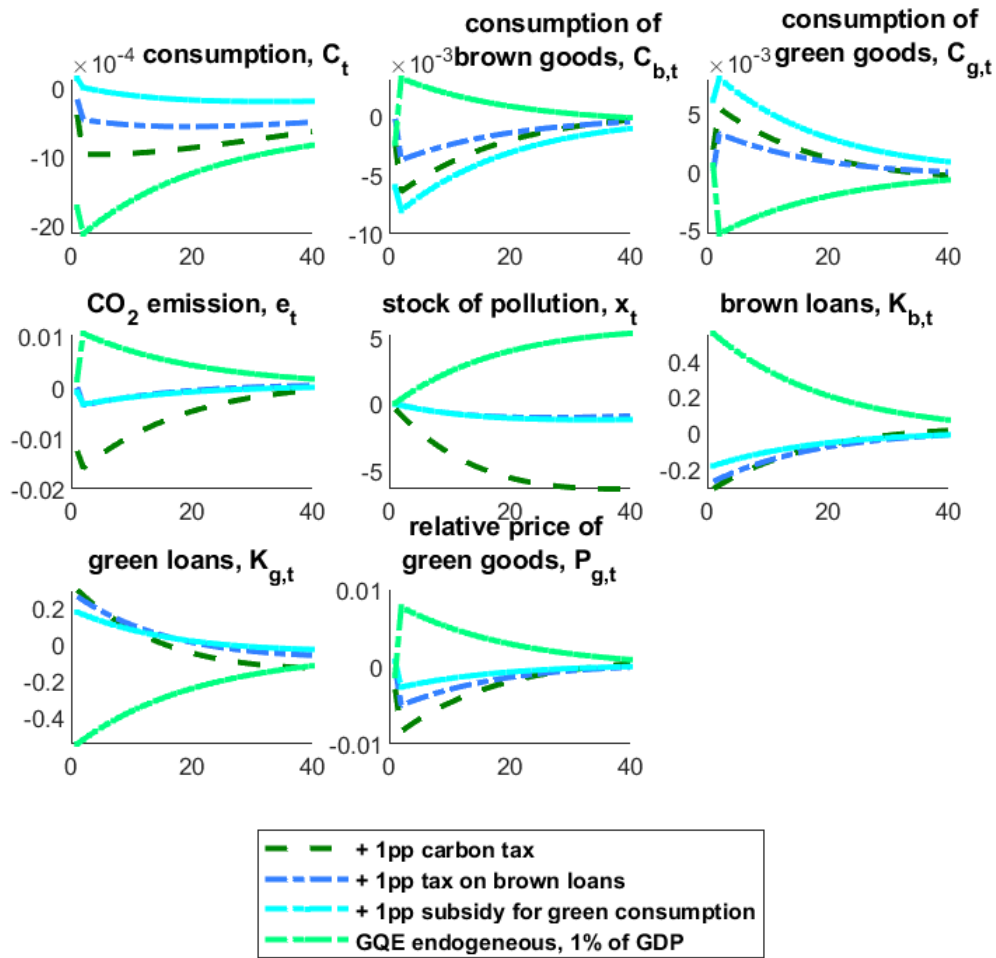 consumption, C_t
×10^-4
0
-10
-20
0 20 40
consumption of
brown goods, C_b,t
×10^-3
0
-5
-10
0 20 40
consumption of
green goods, C_g,t
×10^-3
5
0
-5
0 20 40
CO_2 emission, e_t
0.01
0
-0.01
-0.02
0 20 40
stock of pollution, x_t
5
0
-5
0 20 40
brown loans, K_b,t
0.4
0.2
0
-0.2
0 20 40
green loans, K_g,t
0.2
0
-0.2
-0.4
0 20 40
relative price of
green goods, P_g,t
0.01
0
-0.01
0 20 40
+ 1pp carbon tax
+ 1pp tax on brown loans
+ 1pp subsidy for green consumption
GQE endogeneous, 1% of GDP